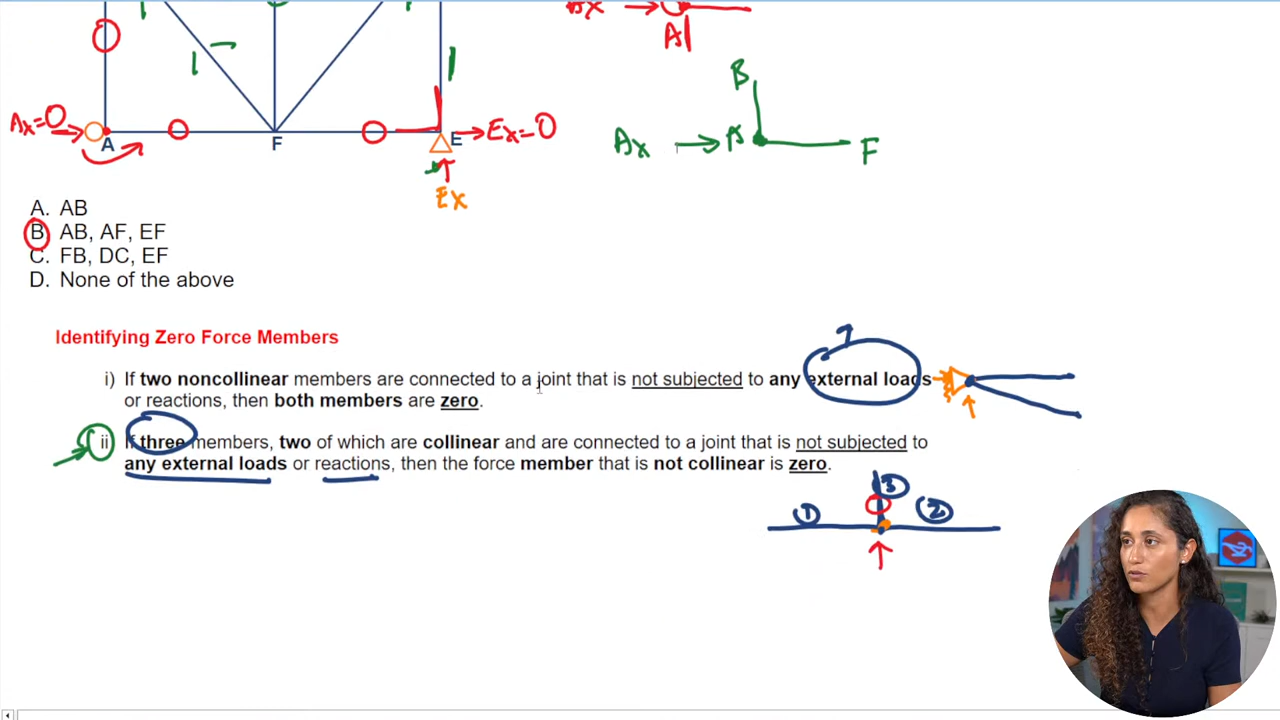 Ax
A
B
Ax=0
A
F
E
Ex=0
Ax
A
F
Ex
A. AB
B. AB, AF, EF
C. FB, DC, EF
D. None of the above
Identifying Zero Force Members
i) If two noncollinear members are connected to a joint that is not subjected to any external loads
or reactions, then both members are zero.
ii) If three members, two of which are collinear and are connected to a joint that is not subjected to
any external loads or reactions, then the force member that is not collinear is zero.
3
1
2